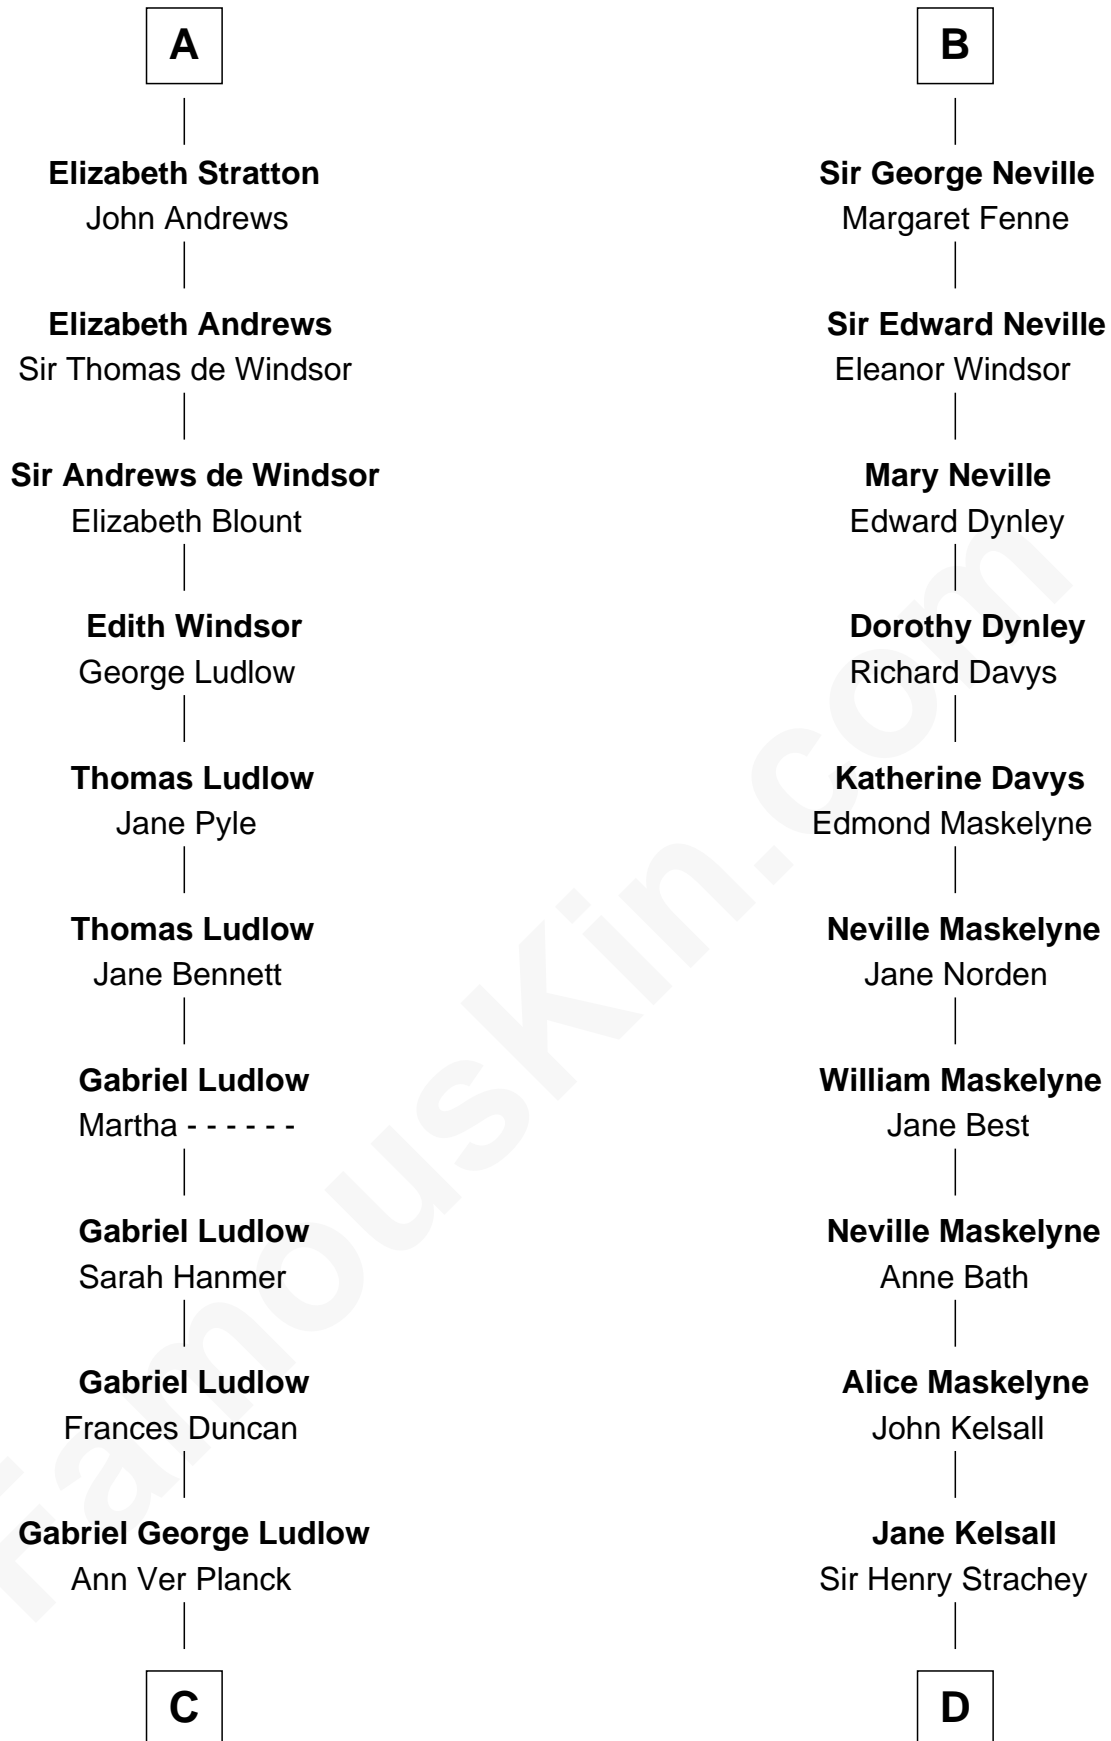 A
Elizabeth Stratton
John Andrews
Elizabeth Andrews
Sir Thomas de Windsor
Sir Andrews de Windsor
Elizabeth Blount
Edith Windsor
George Ludlow
Thomas Ludlow
Jane Pyle
Thomas Ludlow
Jane Bennett
Gabriel Ludlow
Martha - - - - - -
Gabriel Ludlow
Sarah Hanmer
Gabriel Ludlow
Frances Duncan
Gabriel George Ludlow
Ann Ver Planck
C
B
Sir George Neville
Margaret Fenne
Sir Edward Neville
Eleanor Windsor
Mary Neville
Edward Dynley
Dorothy Dynley
Richard Davys
Katherine Davys
Edmond Maskelyne
Neville Maskelyne
Jane Norden
William Maskelyne
Jane Best
Neville Maskelyne
Anne Bath
Alice Maskelyne
John Kelsall
Jane Kelsall
Sir Henry Strachey
D
FamousKin.com